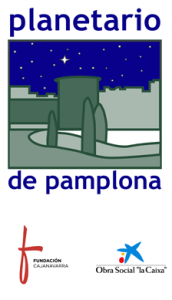 planetario
de pamplona
FUNDACIÓN
CAJANAVARRA
Obra Social "la Caixa"